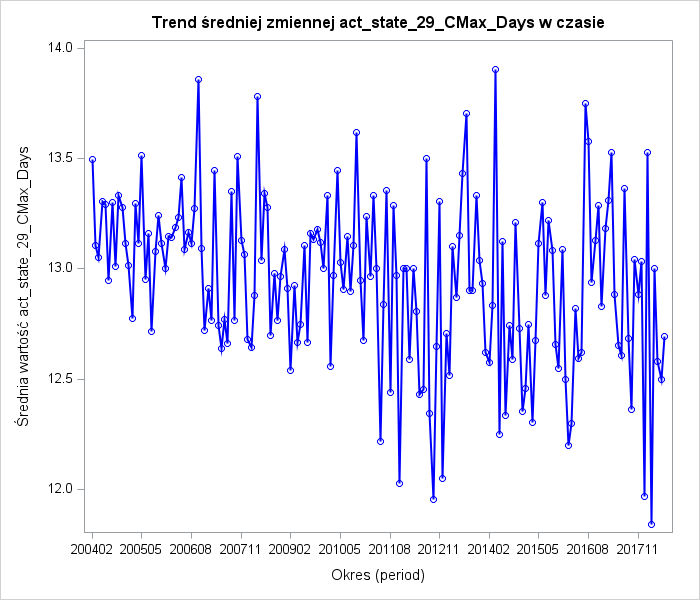 Trend średniej zmiennej act_state_29_CMax_Days w czasie
14.0
13.5
13.0
12.5
12.0
Średnia wartość act_state_29_CMax_Days
200402 200505 200608 200711 200902 201005 201108 201211 201402 201505 201608 201711
Okres (period)